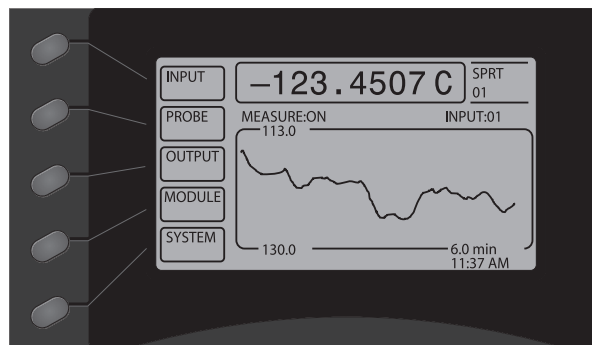 INPUT
–123.4507 C
SPRT
01
PROBE
MEASURE:ON
INPUT:01
113.0
OUTPUT
MODULE
SYSTEM
130.0
6.0 min
11:37 AM